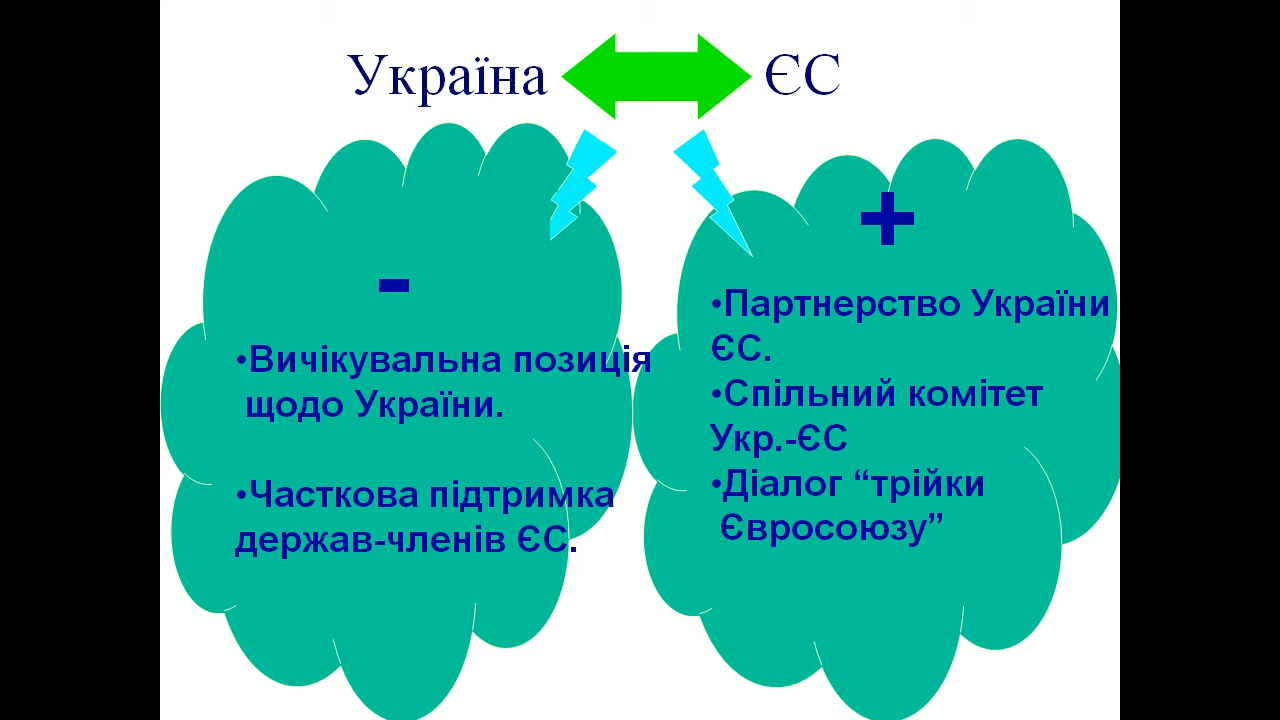 Україна ЄС
-
•Вичікувальна позиція
щодо України.
•Часткова підтримка
держав-членів ЄС.
+
•Партнерство України
ЄС.
•Спільний комітет
Укр.-ЄС
•Діалог “трійки
Євросоюзу”